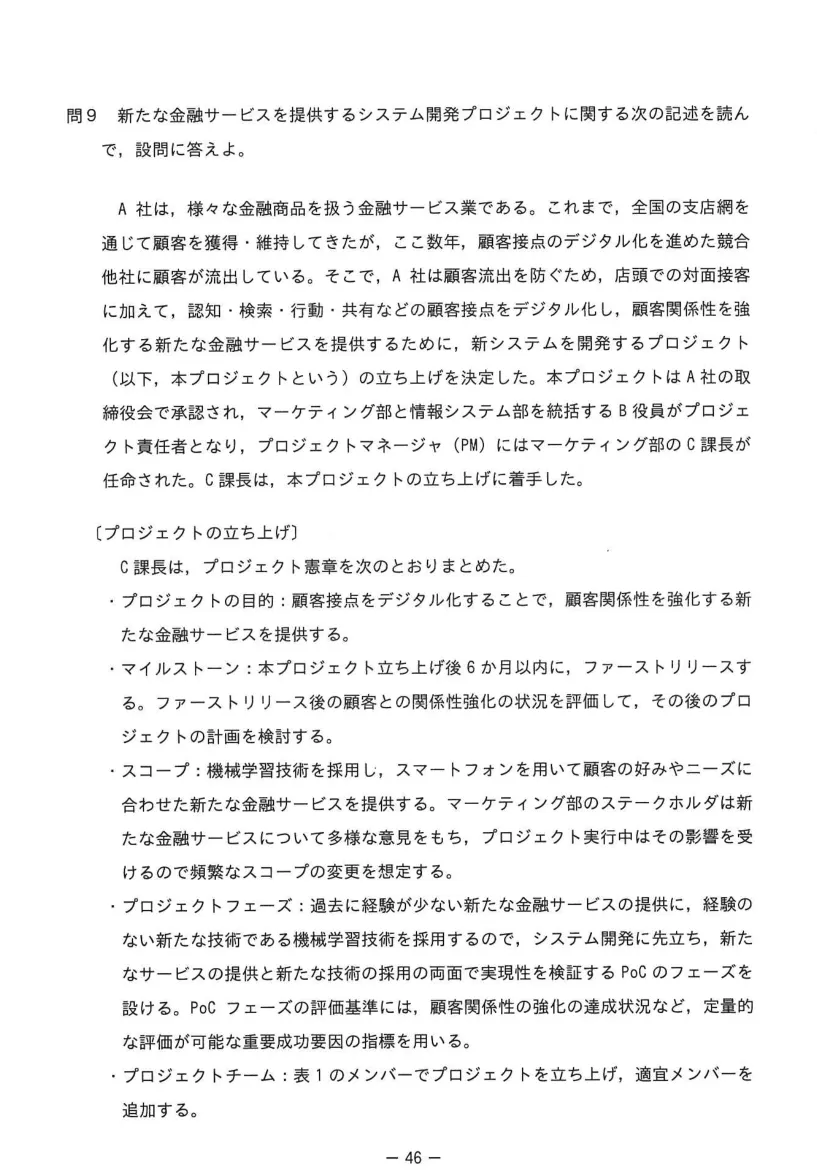 問9 新たな金融サービスを提供するシステム開発プロジェクトに関する次の記述を読ん
で，設問に答えよ。
A 社は，様々な金融商品を扱う金融サービス業である。これまで，全国の支店網を
通じて顧客を獲得・維持してきたが，ここ数年，顧客接点のデジタル化を進めた競合
他社に顧客が流出している。そこで，A 社は顧客流出を防ぐため，店頭での対面接客
に加えて，認知・検索・行動・共有などの顧客接点をデジタル化し，顧客関係性を強
化する新たな金融サービスを提供するために，新システムを開発するプロジェクト
（以下，本プロジェクトという）の立ち上げを決定した。本プロジェクトは A 社の取
締役会で承認され，マーケティング部と情報システム部を統括する B 役員がプロジェ
クト責任者となり，プロジェクトマネージャ（PM）にはマーケティング部の C 課長が
任命された。C 課長は，本プロジェクトの立ち上げに着手した。
〔プロジェクトの立ち上げ〕
C 課長は，プロジェクト憲章を次のとおりまとめた。
・プロジェクトの目的：顧客接点をデジタル化することで，顧客関係性を強化する新
たな金融サービスを提供する。
・マイルストーン：本プロジェクト立ち上げ後 6 か月以内に，ファーストリリースす
る。ファーストリリース後の顧客との関係性強化の状況を評価して，その後のプロ
ジェクトの計画を検討する。
・スコープ：機械学習技術を採用し，スマートフォンを用いて顧客の好みやニーズに
合わせた新たな金融サービスを提供する。マーケティング部のステークホルダは新
たな金融サービスについて多様な意見をもち，プロジェクト実行中はその影響を受
けるので頻繁なスコープの変更を想定する。
・プロジェクトフェーズ：過去に経験が少ない新たな金融サービスの提供に，経験の
ない新たな技術である機械学習技術を採用するので，システム開発に先立ち，新た
なサービスの提供と新たな技術の採用の両面で実現性を検証する PoC のフェーズを
設ける。PoC フェーズの評価基準には，顧客関係性の強化の達成状況など，定量的
な評価が可能な重要成功要因の指標を用いる。
・プロジェクトチーム：表 1 のメンバーでプロジェクトを立ち上げ，適宜メンバーを
追加する。
－ 46 －